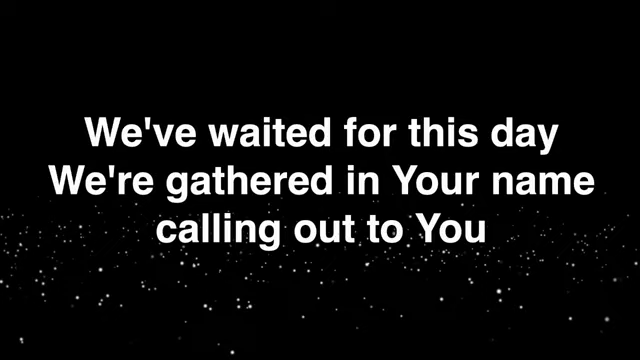 We've waited for this day
We're gathered in Your name
calling out to You